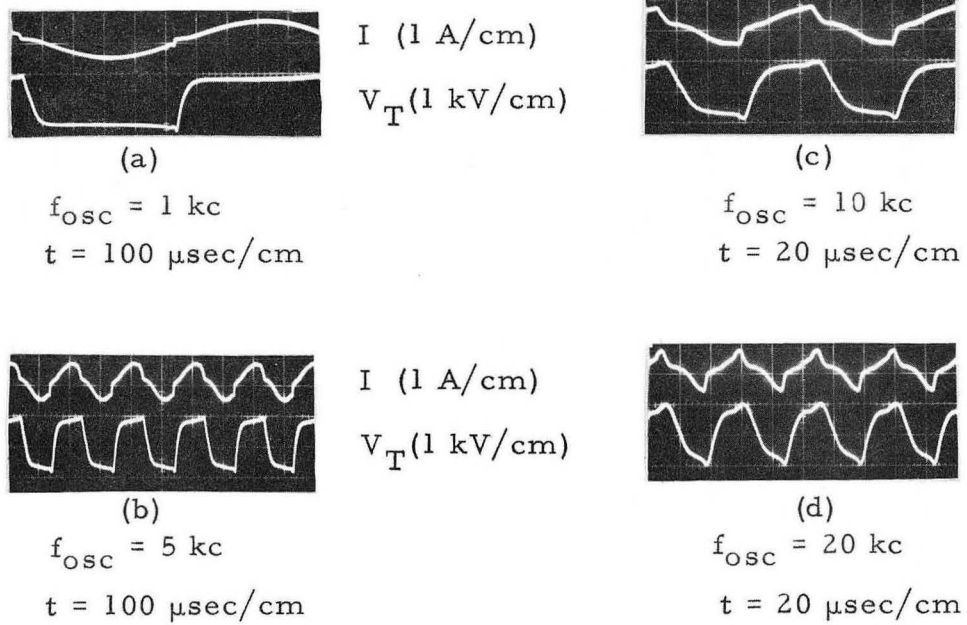 I (1 A/cm)
V_T(1 kV/cm)
(a)
f_osc = 1 kc
t = 100 μsec/cm
(c)
f_osc = 10 kc
t = 20 μsec/cm
I (1 A/cm)
V_T(1 kV/cm)
(b)
f_osc = 5 kc
t = 100 μsec/cm
(d)
f_osc = 20 kc
t = 20 μsec/cm